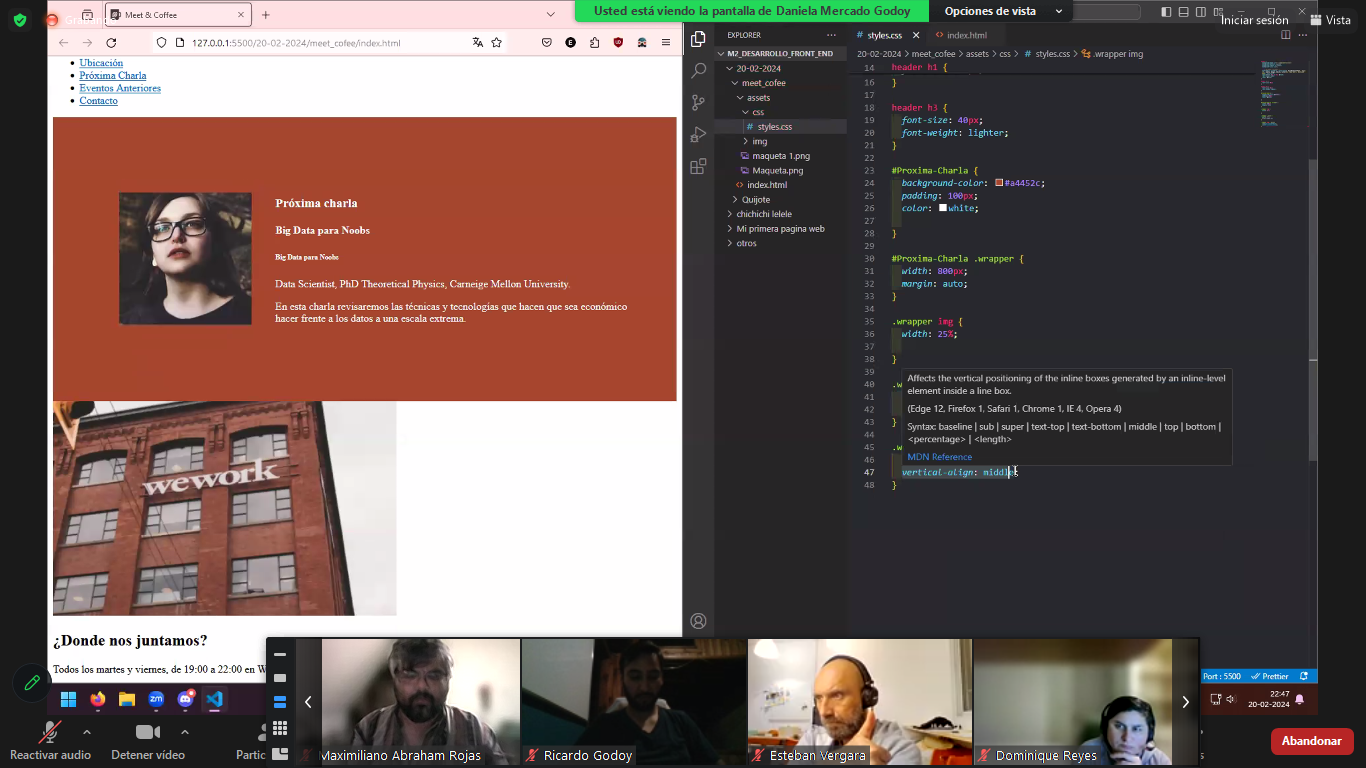 Meet & Coffee
Usted está viendo la pantalla de Daniela Mercado Godoy
Opciones de vista
Iniciar sesión
Vista
127.0.0.1:5500/20-02-2024/meet_cofee/index.html
Ubicación
Próxima Charla
Eventos Anteriores
Contacto
Próxima charla
Big Data para Noobs
Big Data para Noobs
Data Scientist, PhD Theoretical Physics, Carneige Mellon University.
En esta charla revisaremos las técnicas y tecnologías que hacen que sea económico
hacer frente a los datos a una escala extrema.
wework
¿Donde nos juntamos?
Todos los martes y viernes, de 19:00 a 22:00 en W
EXPLORER
M2_DESARROLLO_FRONT_END
20-02-2024
meet_cofee
assets
css
# styles.css
img
maqueta 1.png
Maqueta.png
<> index.html
Quijote
chichichi lelele
Mi primera pagina web
otros
# styles.css
<> index.html
20-02-2024 > meet_cofee > assets > css > # styles.css > .wrapper img
14 header h1 {
16 }
17
18 header h3 {
19 font-size: 40px;
20 font-weight: lighter;
21 }
22
23 #Proxima-Charla {
24 background-color: #a4452c;
25 padding: 100px;
26 color: white;
27
28 }
29
30 #Proxima-Charla .wrapper {
31 width: 800px;
32 margin: auto;
33 }
34
35 .wrapper img {
36 width: 25%;
37
38 }
39
40 .w
41
42
43 }
44
45 .w
46
47 vertical-align: middle
48 }
Affects the vertical positioning of the inline boxes generated by an inline-level
element inside a line box.
(Edge 12, Firefox 1, Safari 1, Chrome 1, IE 4, Opera 4)
Syntax: baseline | sub | super | text-top | text-bottom | middle | top | bottom |
<percentage> | <length>
MDN Reference
Port : 5500
Prettier
22:47
20-02-2024
Maximiliano Abraham Rojas
Ricardo Godoy
Esteban Vergara
Dominique Reyes
Reactivar audio
Detener video
Partic
Abandonar